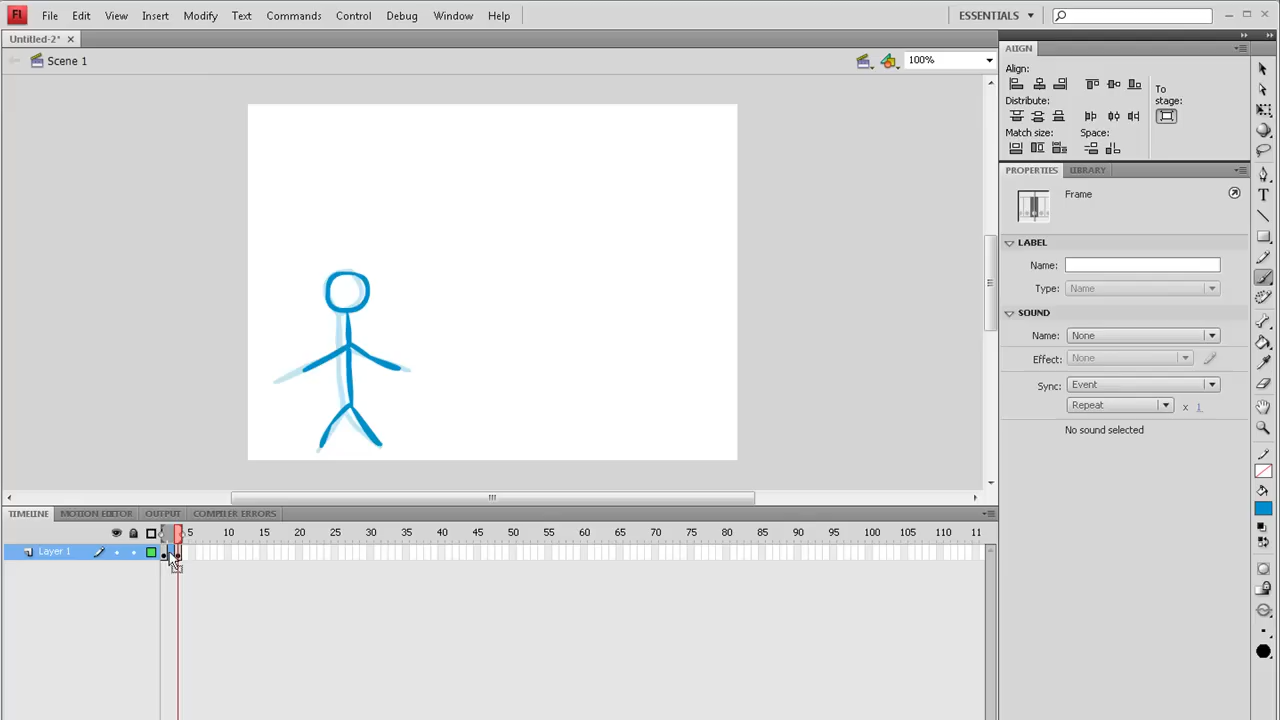 Fl File Edit View Insert Modify Text Commands Control Debug Window Help ESSENTIALS
Untitled-2* ×
Scene 1 100%
ALIGN
Align:
To stage:
Distribute:
Match size: Space:
PROPERTIES LIBRARY
Frame
LABEL
Name:
Type: Name
SOUND
Name: None
Effect: None
Sync: Event
Repeat x 1
No sound selected
TIMELINE MOTION EDITOR OUTPUT COMPILER ERRORS
5 10 15 20 25 30 35 40 45 50 55 60 65 70 75 80 85 90 95 100 105 110 11
Layer 1